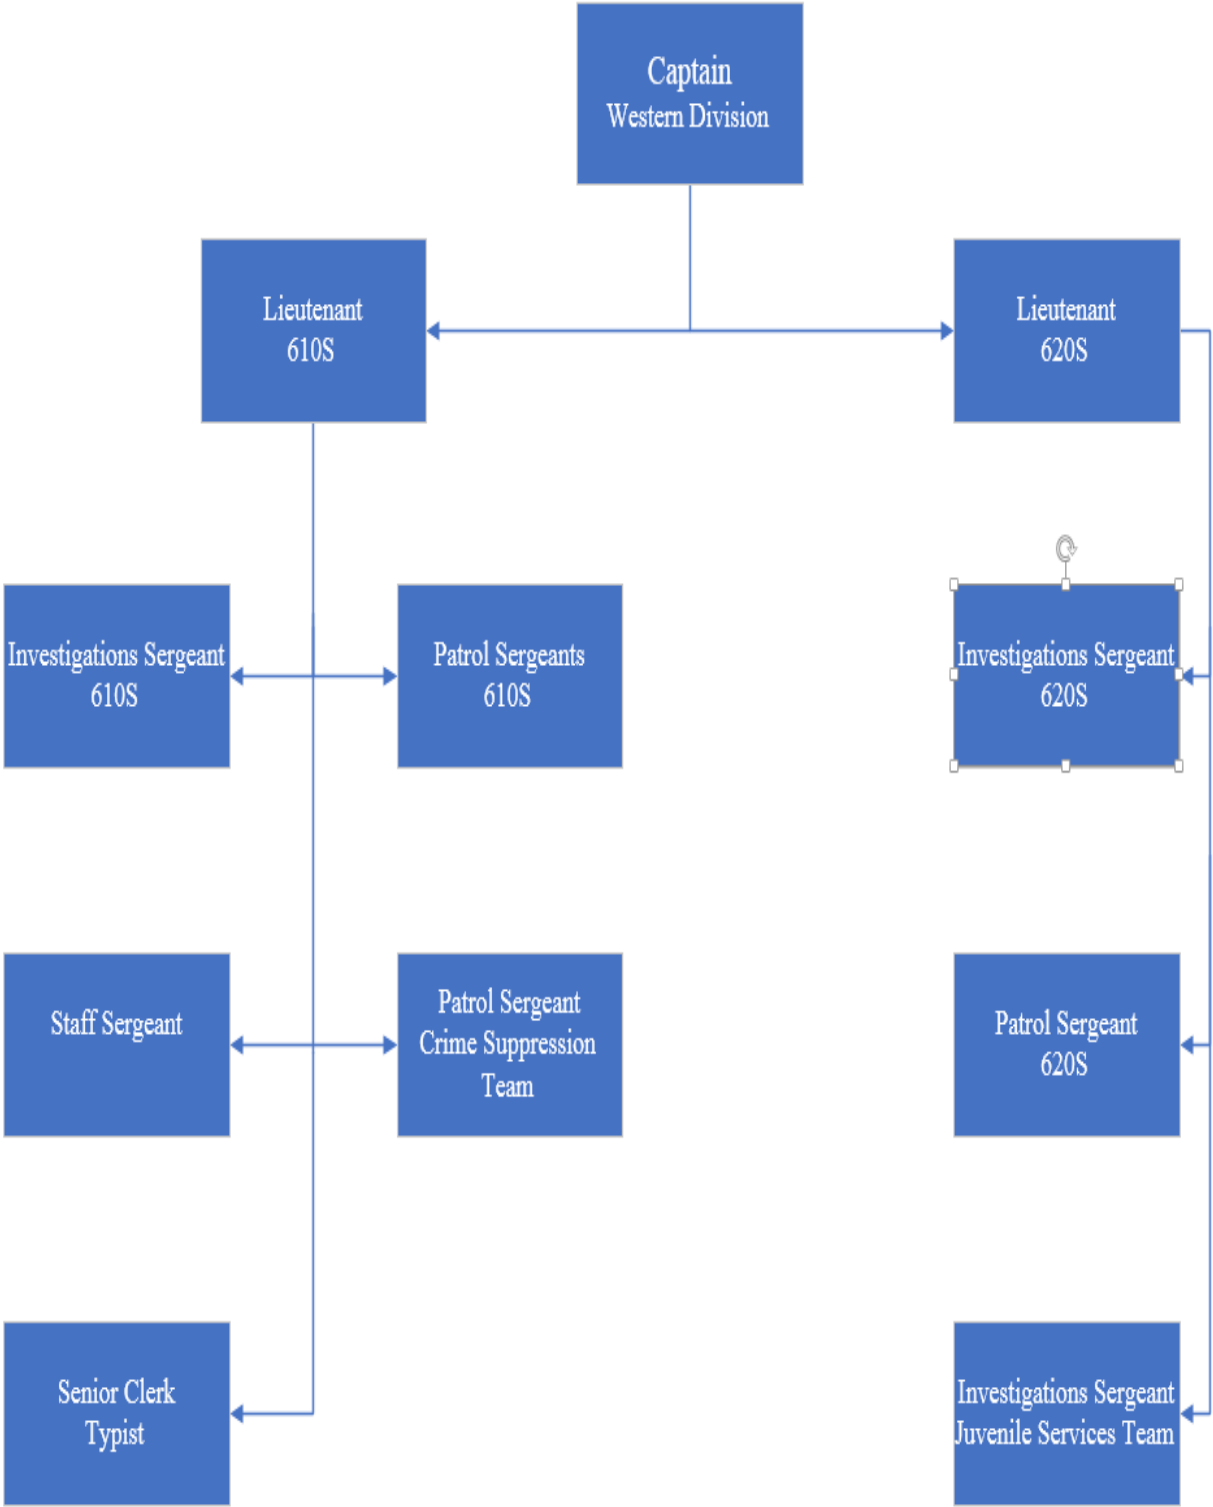 Captain
Western Division
Lieutenant
610S
Lieutenant
620S
Investigations Sergeant
610S
Patrol Sergeants
610S
Investigations Sergeant
620S
Staff Sergeant
Patrol Sergeant
Crime Suppression
Team
Patrol Sergeant
620S
Senior Clerk
Typist
Investigations Sergeant
Juvenile Services Team